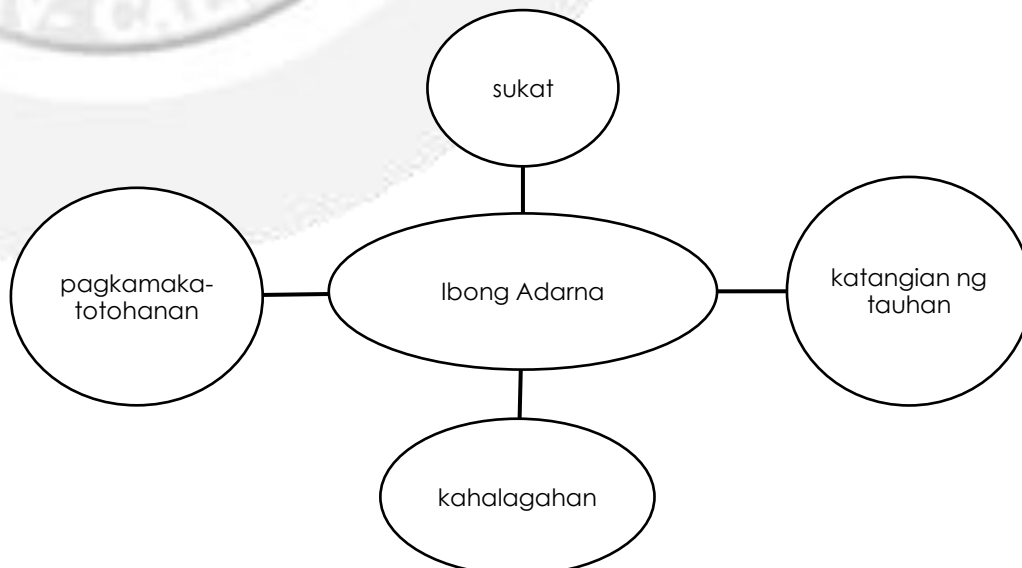 sukat
pagkamaka-
totohanan
Ibong Adarna
katangian ng
tauhan
kahalagahan